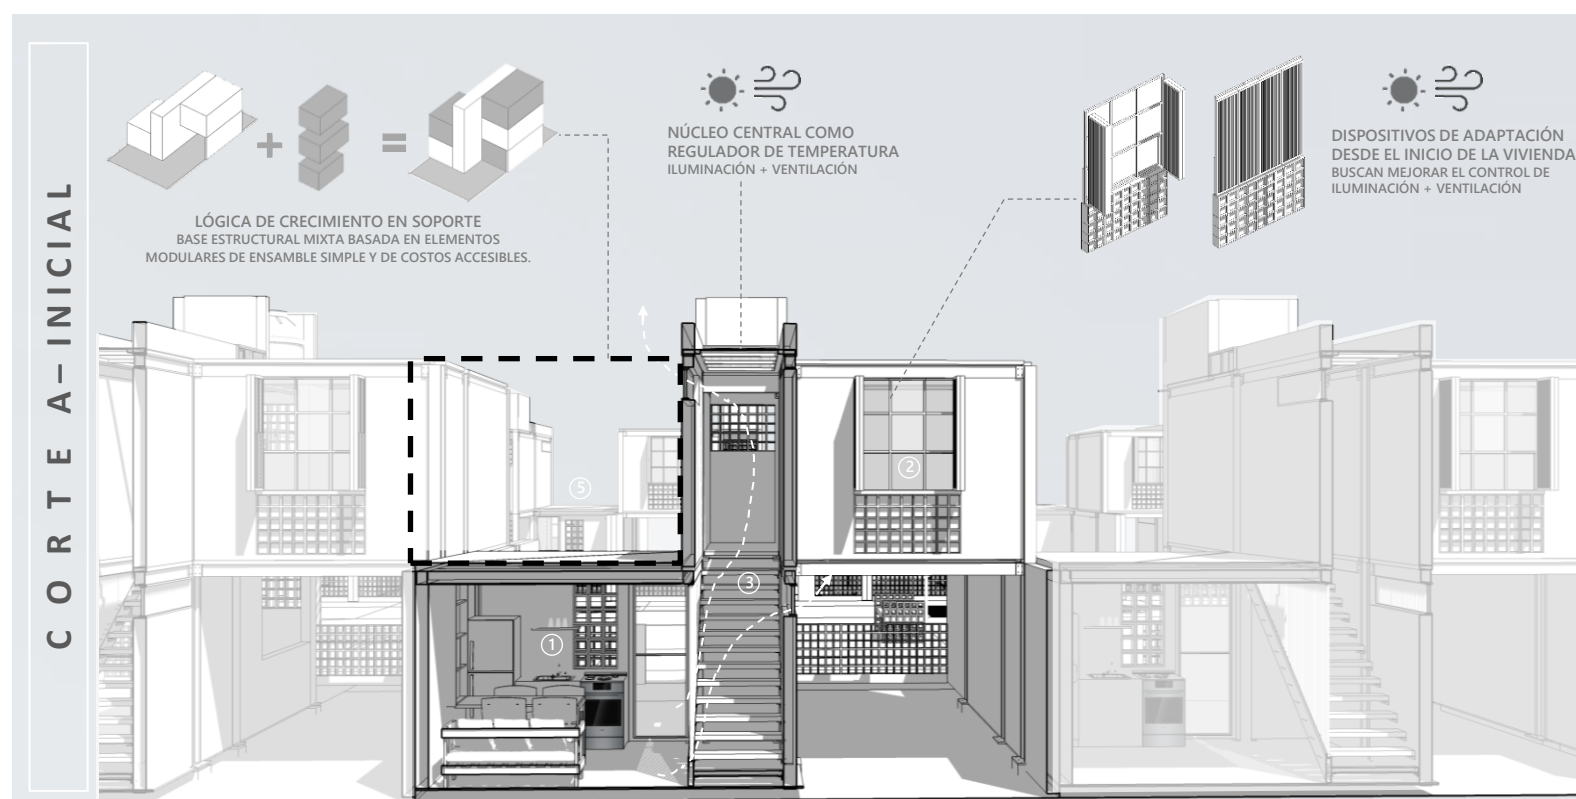 CORTE A–INICIAL
+
=
LÓGICA DE CRECIMIENTO EN SOPORTE
BASE ESTRUCTURAL MIXTA BASADA EN ELEMENTOS
MODULARES DE ENSAMBLE SIMPLE Y DE COSTOS ACCESIBLES.
NÚCLEO CENTRAL COMO
REGULADOR DE TEMPERATURA
ILUMINACIÓN + VENTILACIÓN
DISPOSITIVOS DE ADAPTACIÓN
DESDE EL INICIO DE LA VIVIENDA
BUSCAN MEJORAR EL CONTROL DE
ILUMINACIÓN + VENTILACIÓN
2
5
3
1